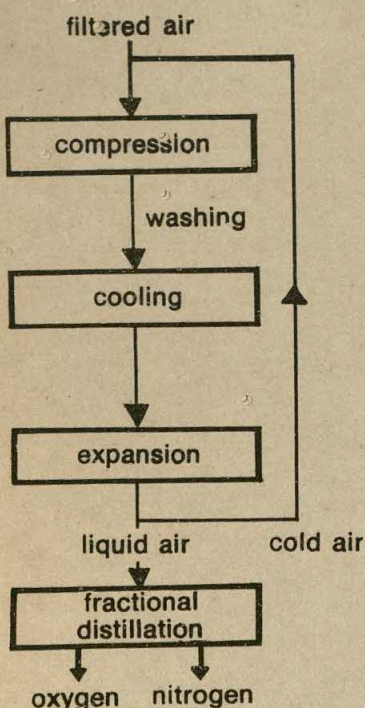 filtered air
compression
washing
cooling
expansion
liquid air
cold air
fractional
distillation
oxygen
nitrogen